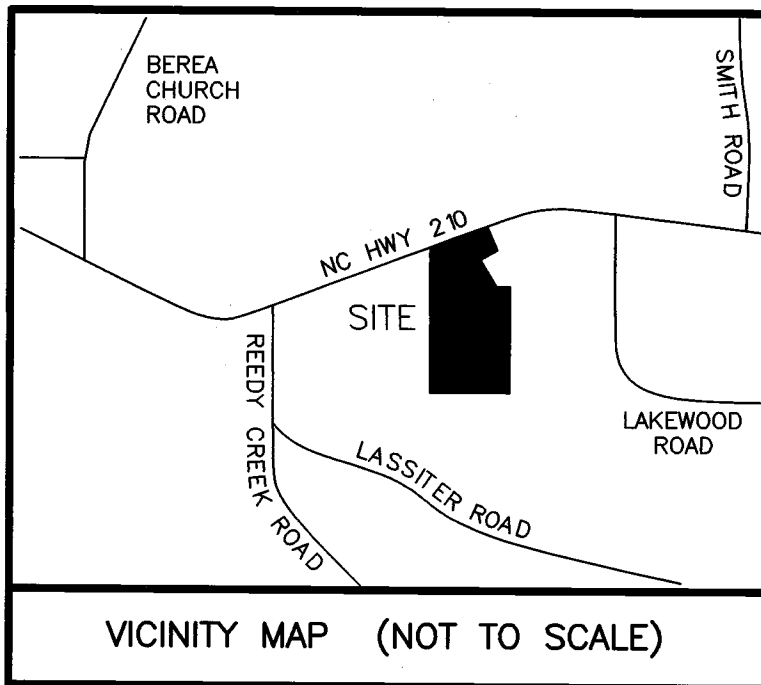 BEREA
CHURCH
ROAD
SMITH ROAD
NC HWY 210
SITE
REEDY CREEK ROAD
LASSITER ROAD
LAKEWOOD
ROAD
VICINITY MAP (NOT TO SCALE)